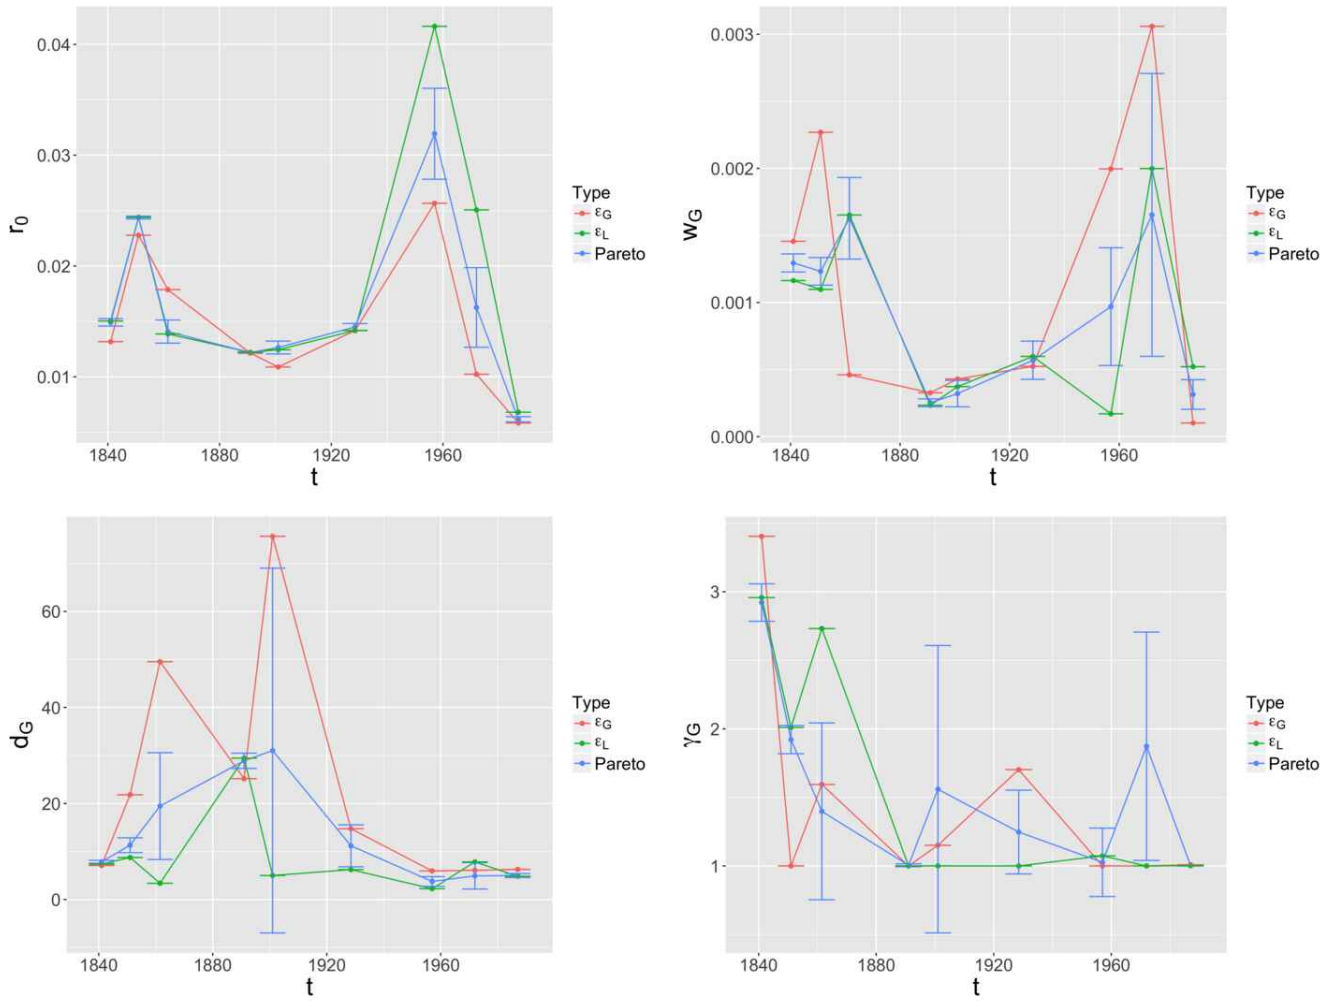 0.04
0.03
0.02
0.01
r0
1840 1880 1920 1960
t
Type
εG
εL
Pareto
0.003
0.002
0.001
0.000
wG
1840 1880 1920 1960
t
Type
εG
εL
Pareto
60
40
20
0
dG
1840 1880 1920 1960
t
Type
εG
εL
Pareto
3
2
1
γG
1840 1880 1920 1960
t
Type
εG
εL
Pareto